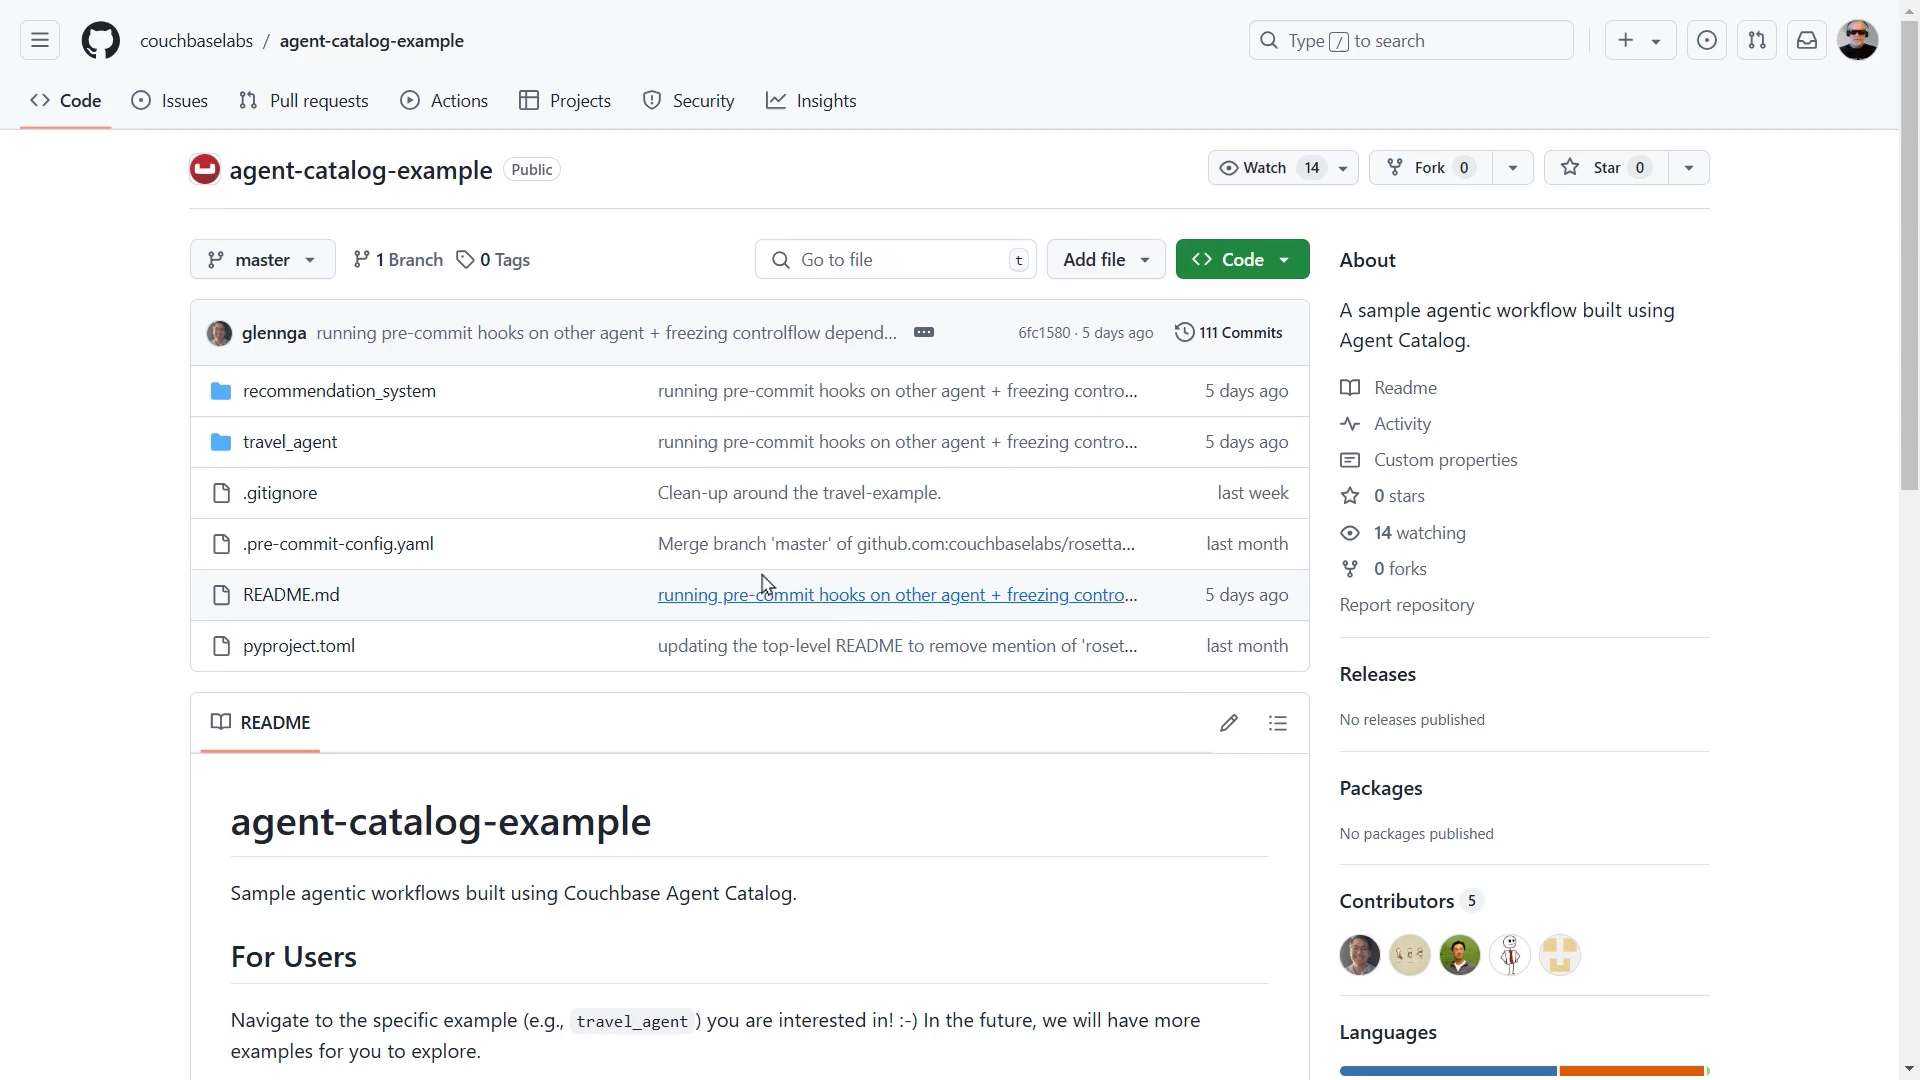 couchbaselabs / agent-catalog-example
Type / to search
Code Issues Pull requests Actions Projects Security Insights
agent-catalog-example Public
Watch 14 Fork 0 Star 0
master 1 Branch 0 Tags Go to file t Add file Code
glennga running pre-commit hooks on other agent + freezing controlflow depend... 6fc1580 · 5 days ago 111 Commits
recommendation_system running pre-commit hooks on other agent + freezing contro... 5 days ago
travel_agent running pre-commit hooks on other agent + freezing contro... 5 days ago
.gitignore Clean-up around the travel-example. last week
.pre-commit-config.yaml Merge branch 'master' of github.com:couchbaselabs/rosetta... last month
README.md running pre-commit hooks on other agent + freezing contro... 5 days ago
pyproject.toml updating the top-level README to remove mention of 'roset... last month
README
agent-catalog-example
Sample agentic workflows built using Couchbase Agent Catalog.
For Users
Navigate to the specific example (e.g., travel_agent ) you are interested in! :-) In the future, we will have more
examples for you to explore.
About
A sample agentic workflow built using
Agent Catalog.
Readme
Activity
Custom properties
0 stars
14 watching
0 forks
Report repository
Releases
No releases published
Packages
No packages published
Contributors 5
Languages